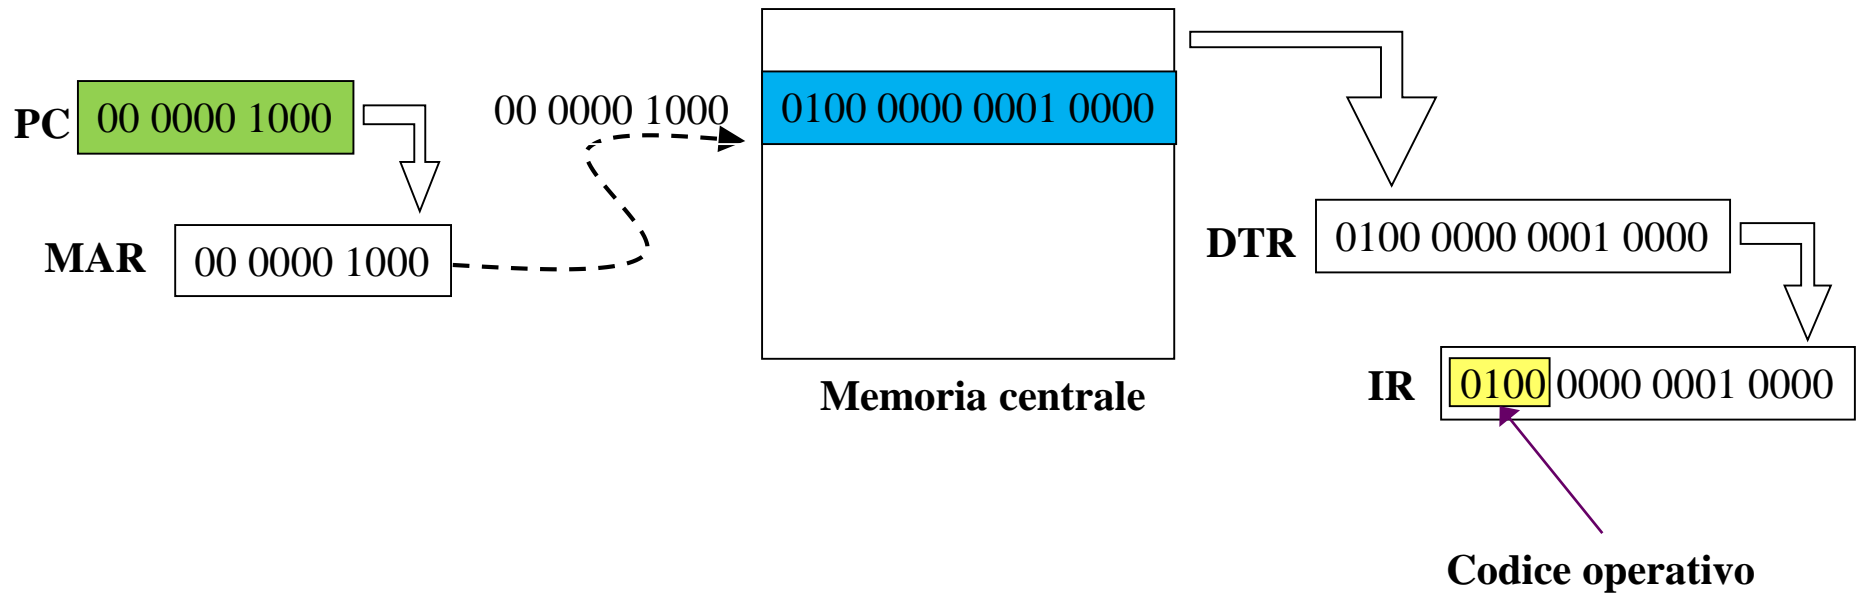 PC 00 0000 1000
00 0000 1000
0100 0000 0001 0000
MAR 00 0000 1000
DTR 0100 0000 0001 0000
IR 0100 0000 0001 0000
Memoria centrale
Codice operativo